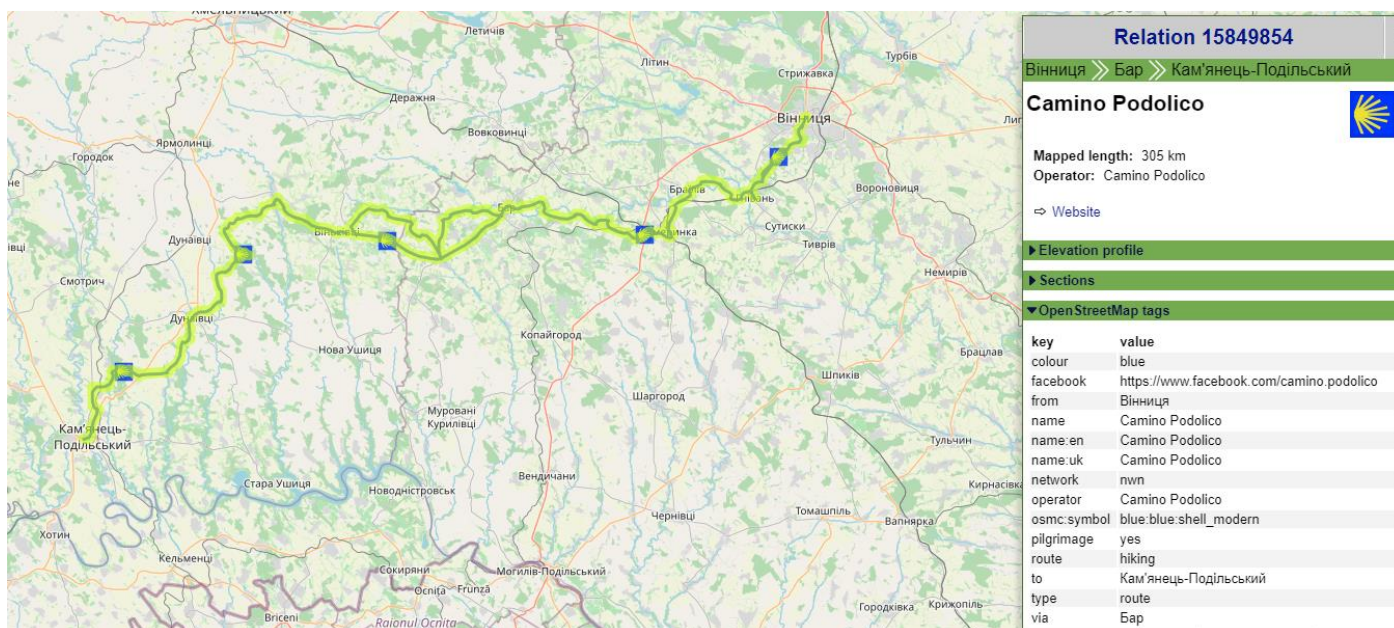 Летичів
Літин
Турбів
Стрижавка
Деражня
Вінниця
Вовковинці
Ярмолинці
Городок
Браїлів
Гнівань
Вороновиця
Дунаївці
Сутиски
Тиврів
Смотрич
Немирів
Дунаївці
Копайгород
Нова Ушиця
Брацлав
Шпиків
Шаргород
Муровані
Курилівці
Кам'янець-
Подільський
Тульчин
Стара Ушиця
Вендичани
Новодністровськ
Кирнасівка
Томашпіль
Чернівці
Вапнярка
Хотин
Кельменці
Сокиряни
Могилів-Подільський
Ocnița
Frunză
Городківка
Крижопіль
Briceni
Raionul Ocnița
Relation 15849854
Вінниця Бар Кам'янець-Подільський
Camino Podolico
Mapped length: 305 km
Operator: Camino Podolico
⇨ Website
Elevation profile
Sections
OpenStreetMap tags
key value
colour blue
facebook https://www.facebook.com/camino.podolico
from Вінниця
name Camino Podolico
name:en Camino Podolico
name:uk Camino Podolico
network nwn
operator Camino Podolico
osmc:symbol blue:blue:shell_modern
pilgrimage yes
route hiking
to Кам'янець-Подільський
type route
via Бар